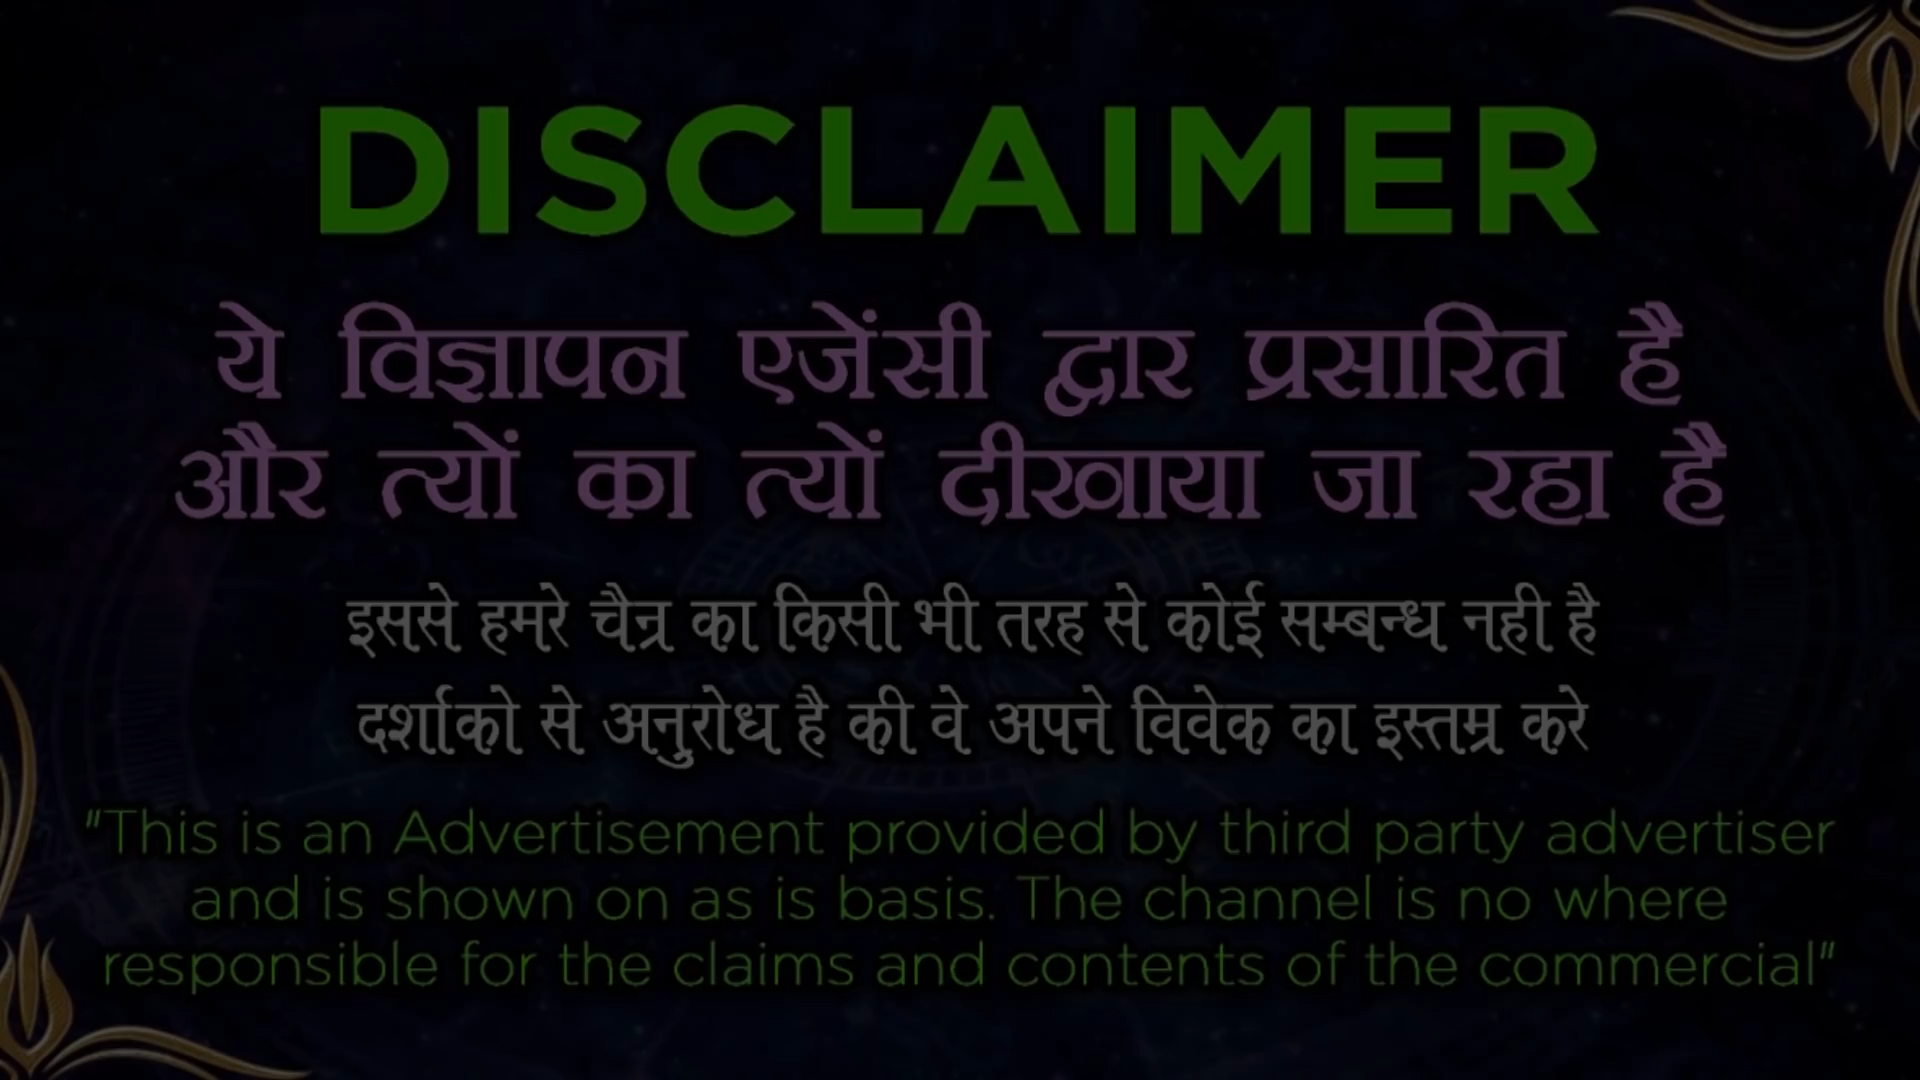 DISCLAIMER
ये विज्ञापन एजेंसी द्वार प्रसारित है
और त्यों का त्यों दीखाया जा रहा है
इससे हमरे चैन्र का किसी भी तरह से कोई सम्बन्ध नही है
दर्शाको से अनुरोध है की वे अपने विवेक का इस्तम्र करे
"This is an Advertisement provided by third party advertiser
and is shown on as is basis. The channel is no where
responsible for the claims and contents of the commercial"